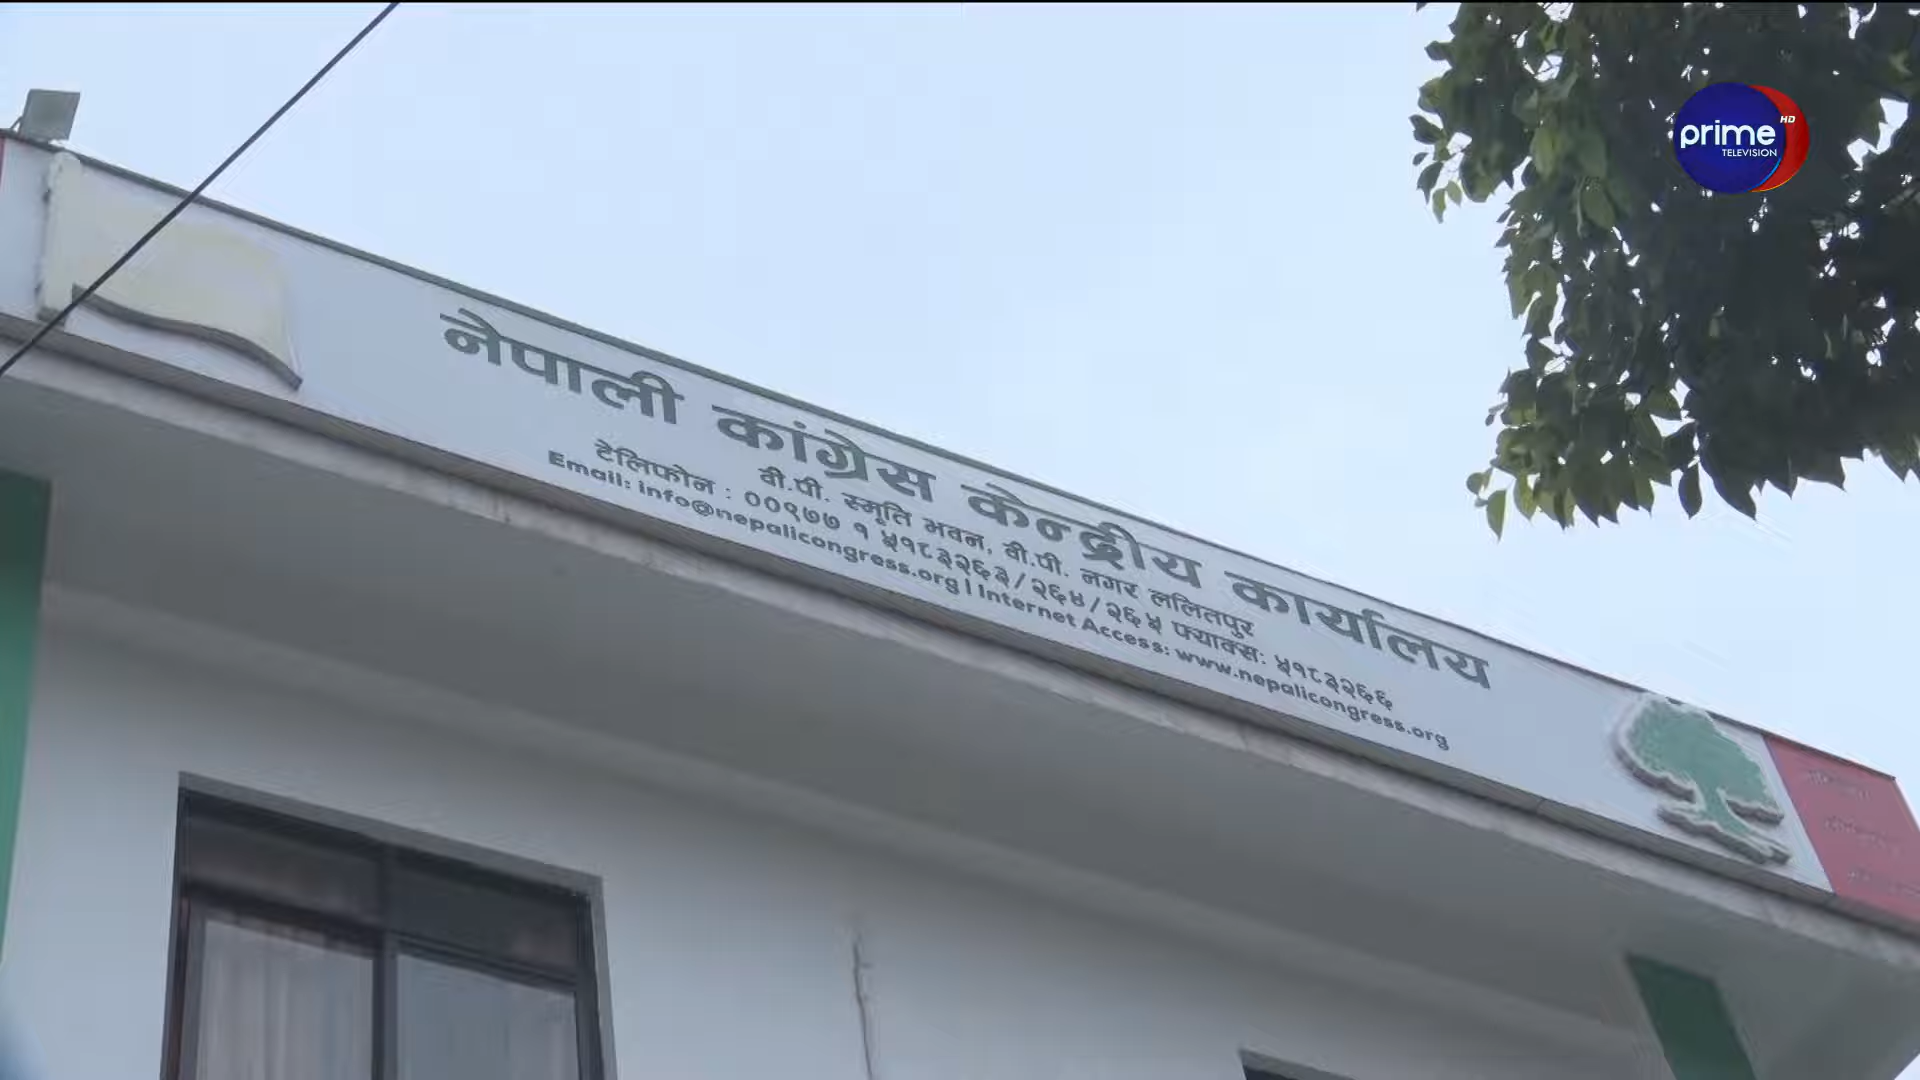 prime HD
TELEVISION
नेपाली कांग्रेस केन्द्रीय कार्यालय
वी.पी. स्मृति भवन, वी.पी. नगर ललितपुर
टेलिफोन : ००९७७ १ ५१८३२६३/२६४/२६५ फ्याक्स: ५१८३२६६
Email: info@nepalicongress.org | Internet Access: www.nepalicongress.org